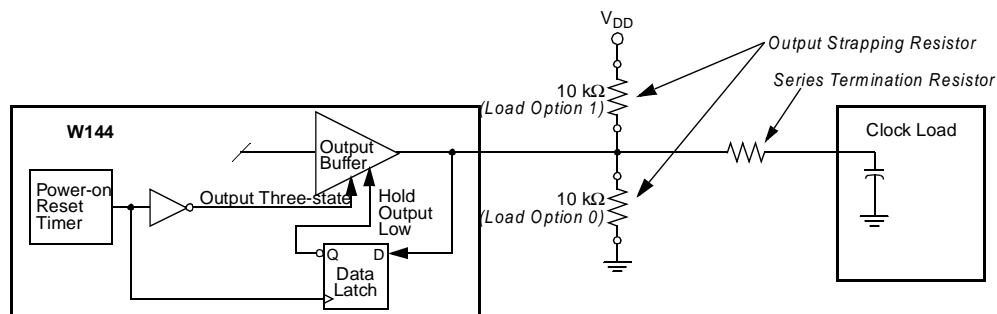 VDD
Output Strapping Resistor
Series Termination Resistor
10 kΩ
(Load Option 1)
W144
Clock Load
Output
Buffer
Power-on
Reset
Timer
Output Three-state
Hold
Output
Low
10 kΩ
(Load Option 0)
Q
D
Data
Latch